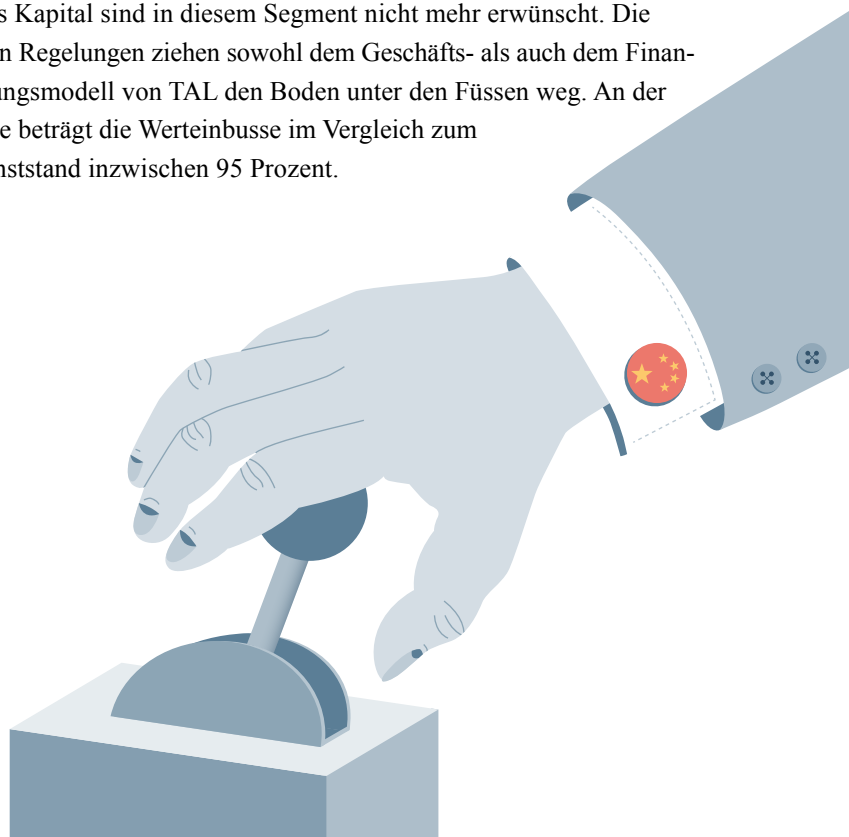 s Kapital sind in diesem Segment nicht mehr erwünscht. Die
n Regelungen ziehen sowohl dem Geschäfts- als auch dem Finan-
ungsmodell von TAL den Boden unter den Füssen weg. An der
e beträgt die Werteinbusse im Vergleich zum
hststand inzwischen 95 Prozent.